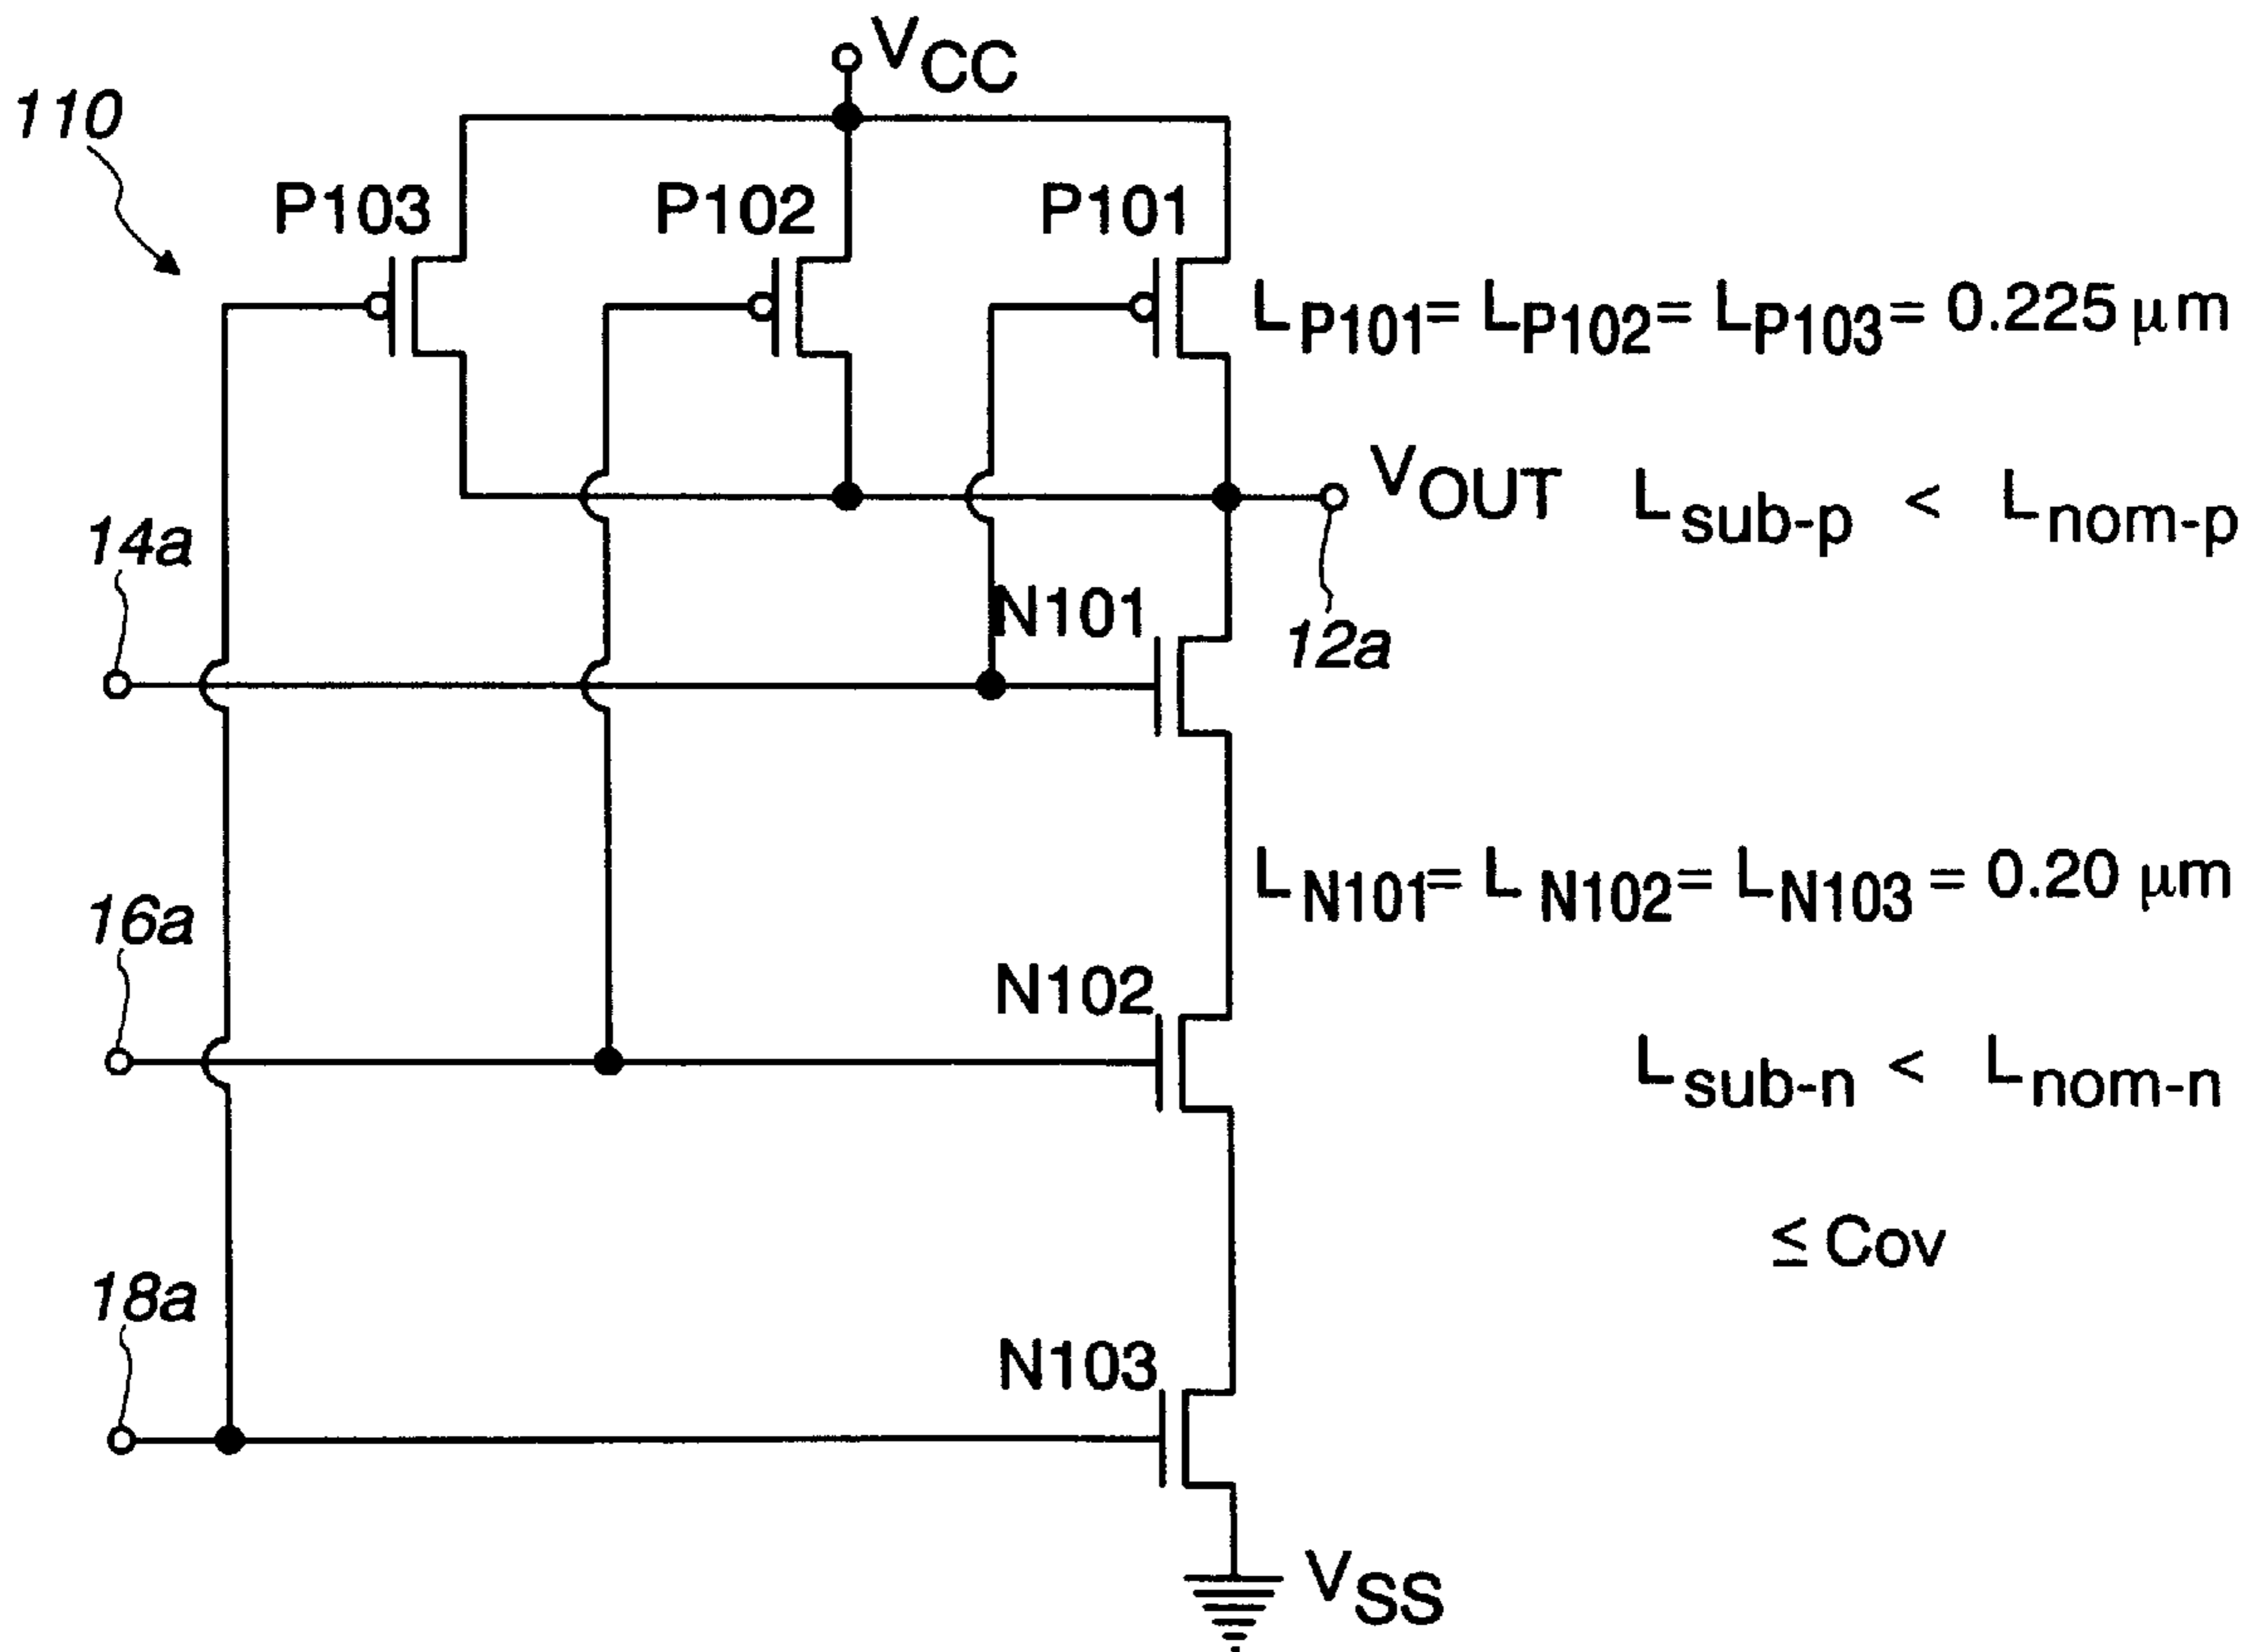 VCC
110
P103
P102
P101
LP101= LP102= LP103= 0.225 μm
VOUT
Lsub-p < Lnom-p
14a
N101
12a
LN101= LN102= LN103 = 0.20 μm
16a
N102
Lsub-n < Lnom-n
≤ Cov
18a
N103
VSS